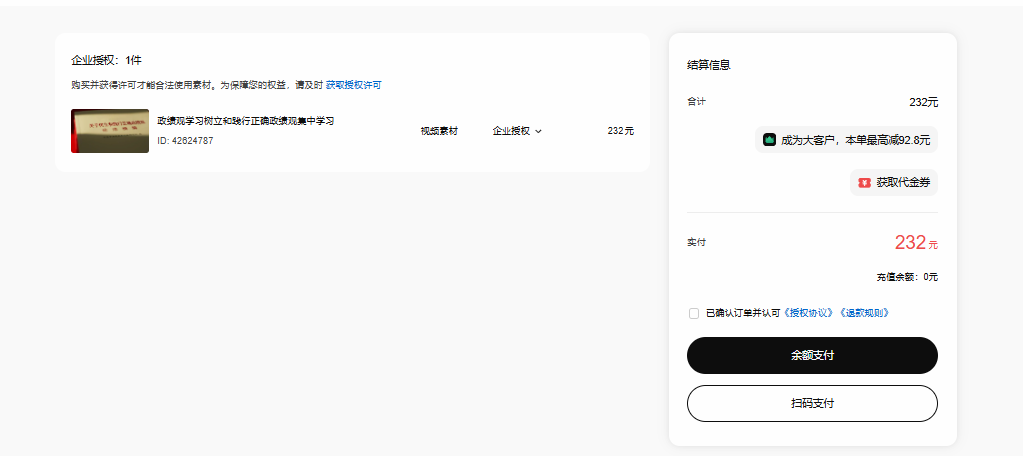 企业授权：1件
购买并获得许可才能合法使用素材。为保障您的权益，请及时 获取授权许可
政绩观学习树立和践行正确政绩观集中学习
ID: 42624787
视频素材
企业授权
232元
结算信息
合计
232元
成为大客户，本单最高减92.8元
获取代金券
实付
232元
充值余额：0元
已确认订单并认可《授权协议》《退款规则》
余额支付
扫码支付